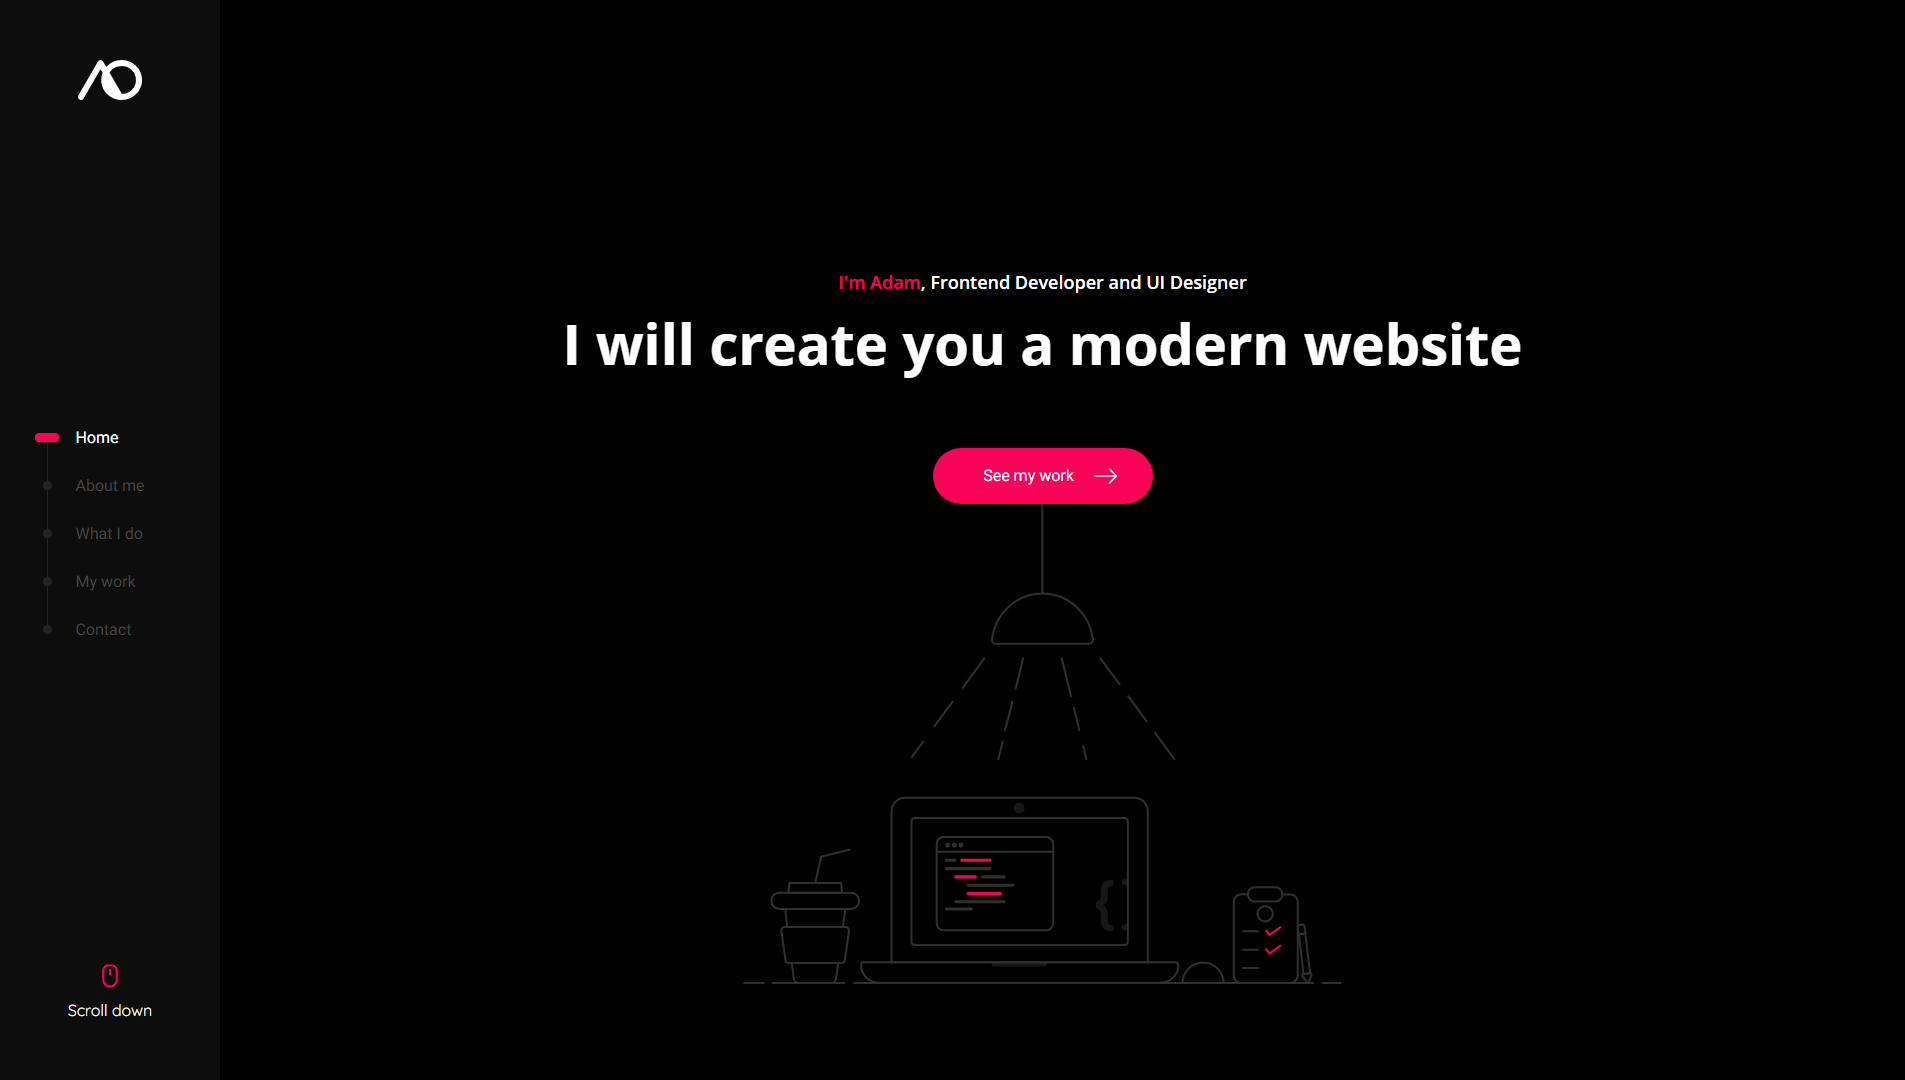 Home
About me
What I do
My work
Contact
Scroll down
I'm Adam, Frontend Developer and UI Designer
I will create you a modern website
See my work
{ }